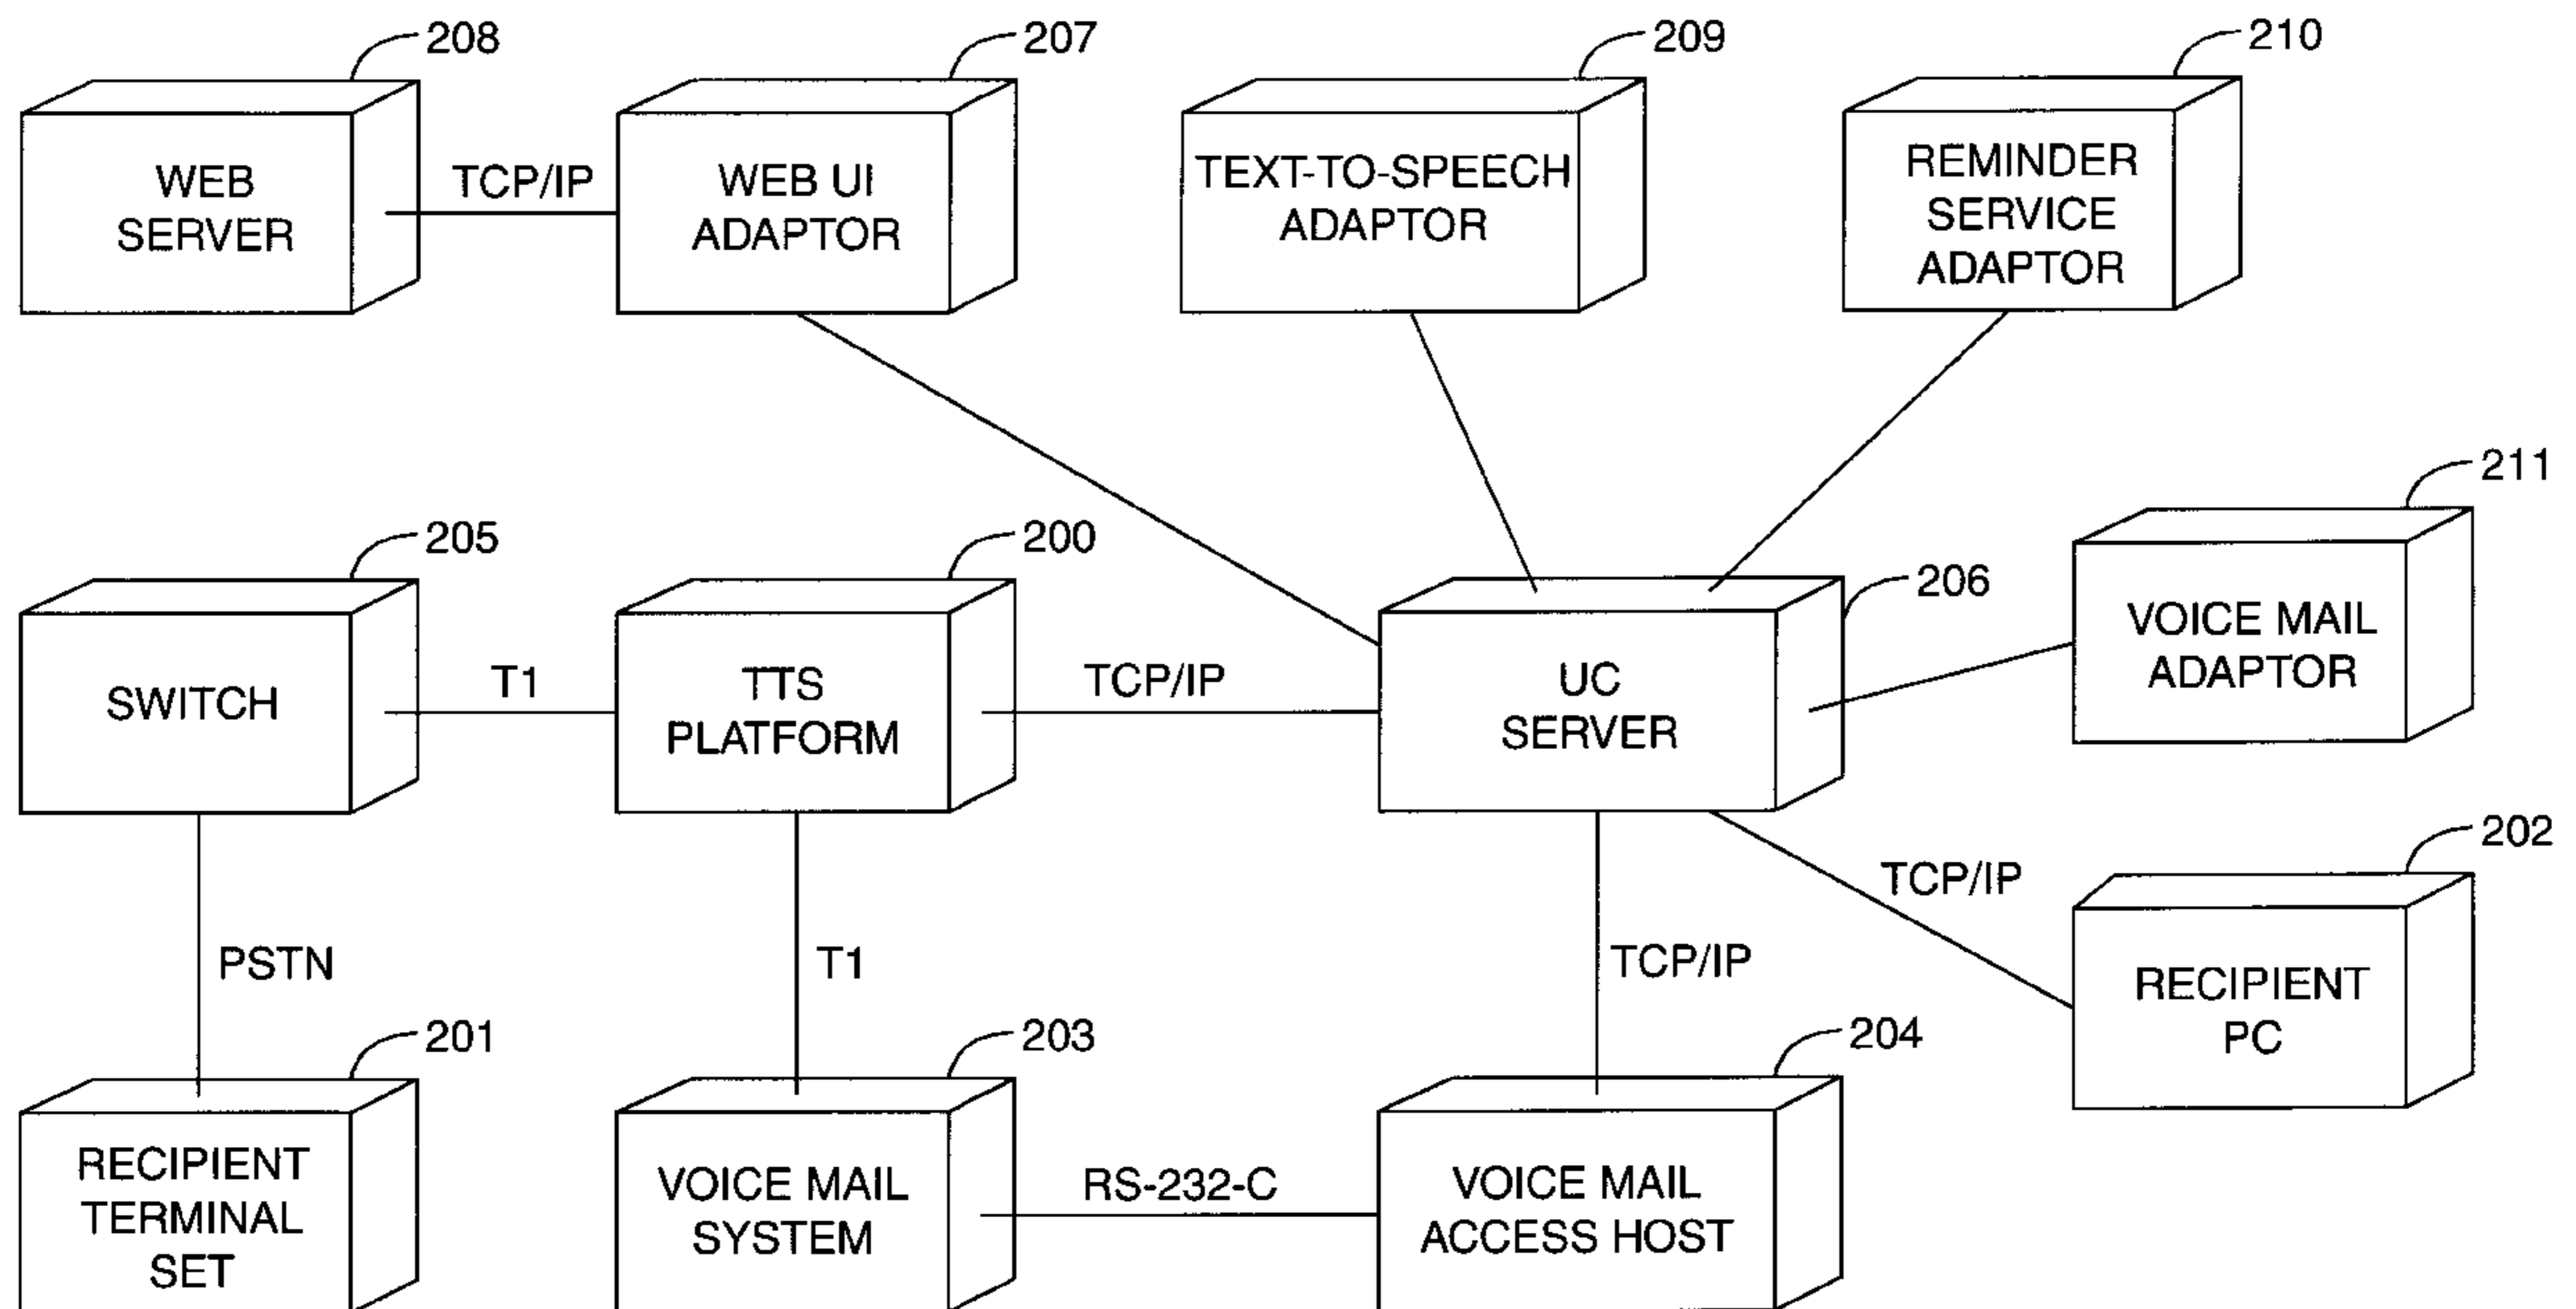 208
207
209
210
WEB
SERVER
TCP/IP
WEB UI
ADAPTOR
TEXT-TO-SPEECH
ADAPTOR
REMINDER
SERVICE
ADAPTOR
205
200
206
211
SWITCH
T1
TTS
PLATFORM
TCP/IP
UC
SERVER
VOICE MAIL
ADAPTOR
PSTN
T1
TCP/IP
TCP/IP
202
RECIPIENT
PC
201
203
204
RECIPIENT
TERMINAL
SET
VOICE MAIL
SYSTEM
RS-232-C
VOICE MAIL
ACCESS HOST